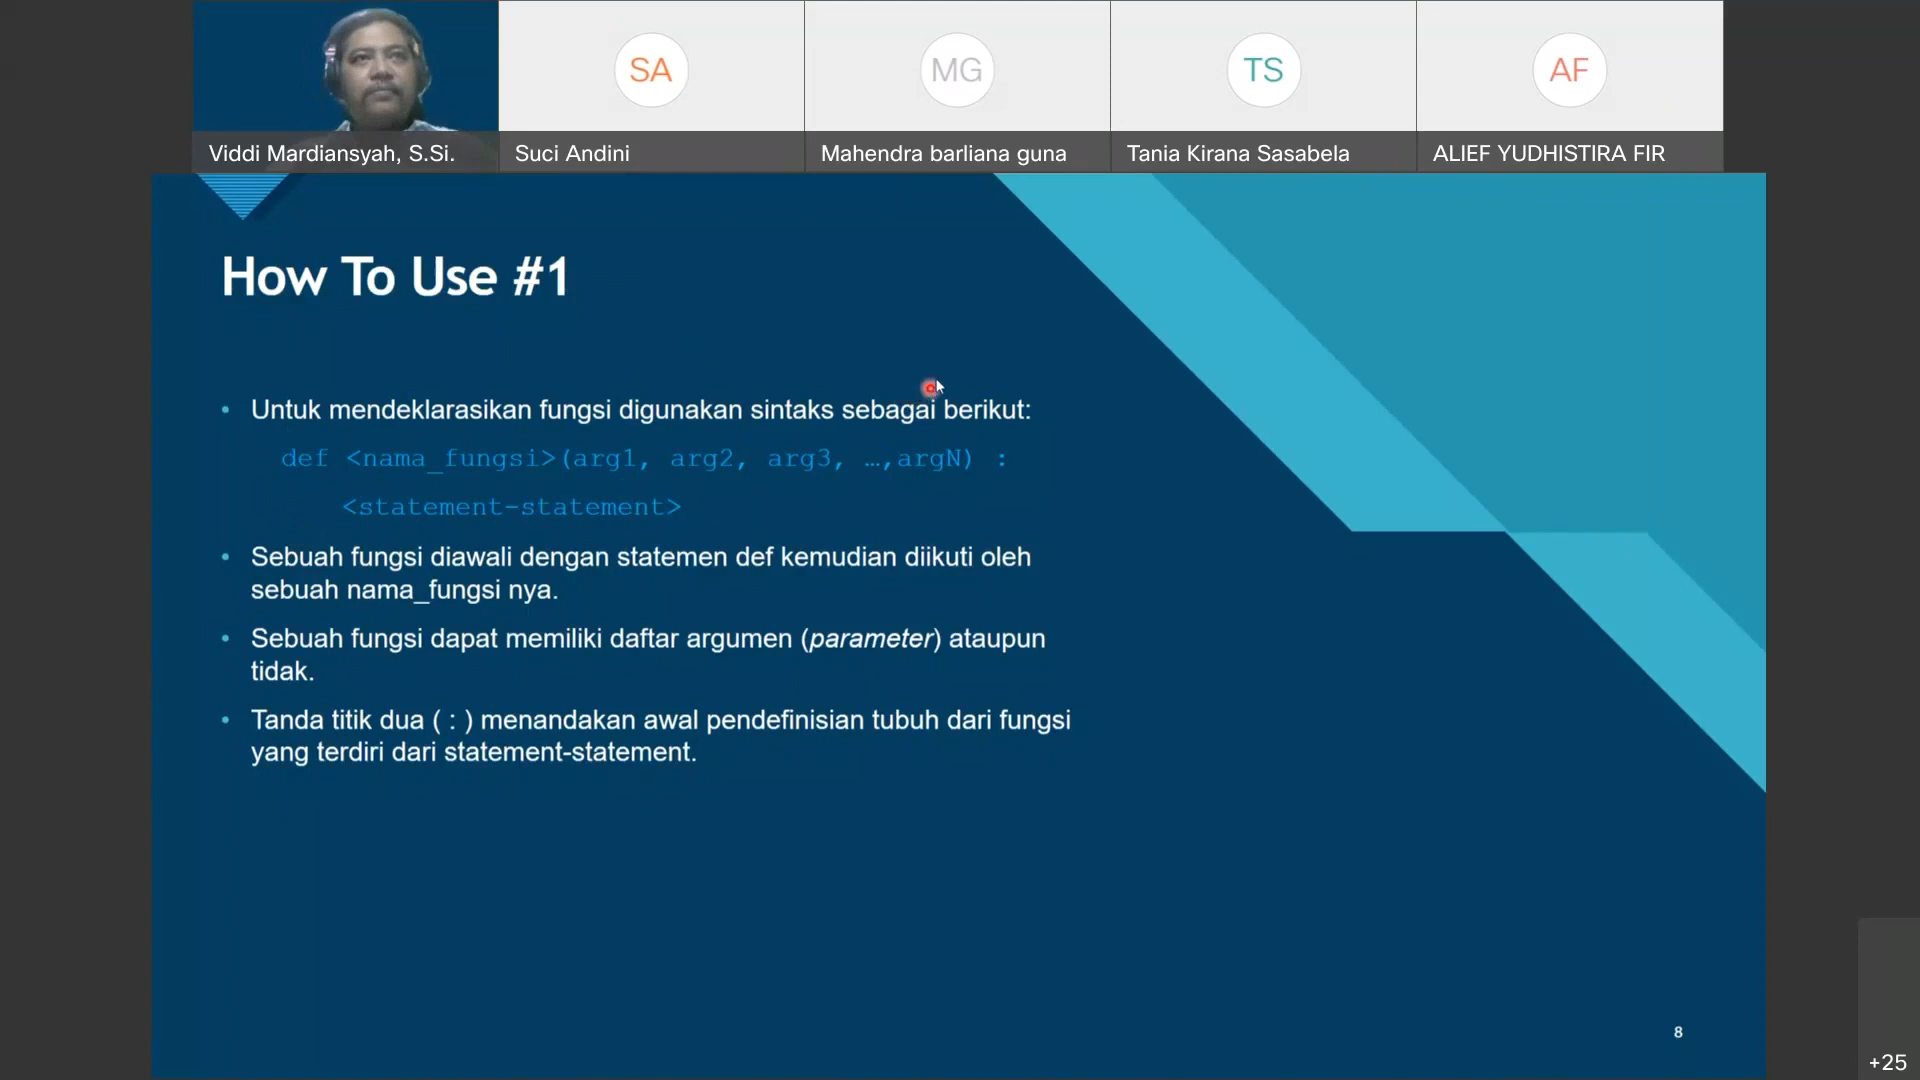 SA
MG
TS
AF
Viddi Mardiansyah, S.Si.
Suci Andini
Mahendra barliana guna
Tania Kirana Sasabela
ALIEF YUDHISTIRA FIR
How To Use #1
• Untuk mendeklarasikan fungsi digunakan sintaks sebagai berikut:
def <nama_fungsi>(arg1, arg2, arg3, …,argN) :
<statement-statement>
• Sebuah fungsi diawali dengan statemen def kemudian diikuti oleh
sebuah nama_fungsi nya.
• Sebuah fungsi dapat memiliki daftar argumen (parameter) ataupun
tidak.
• Tanda titik dua ( : ) menandakan awal pendefinisian tubuh dari fungsi
yang terdiri dari statement-statement.
8
+25